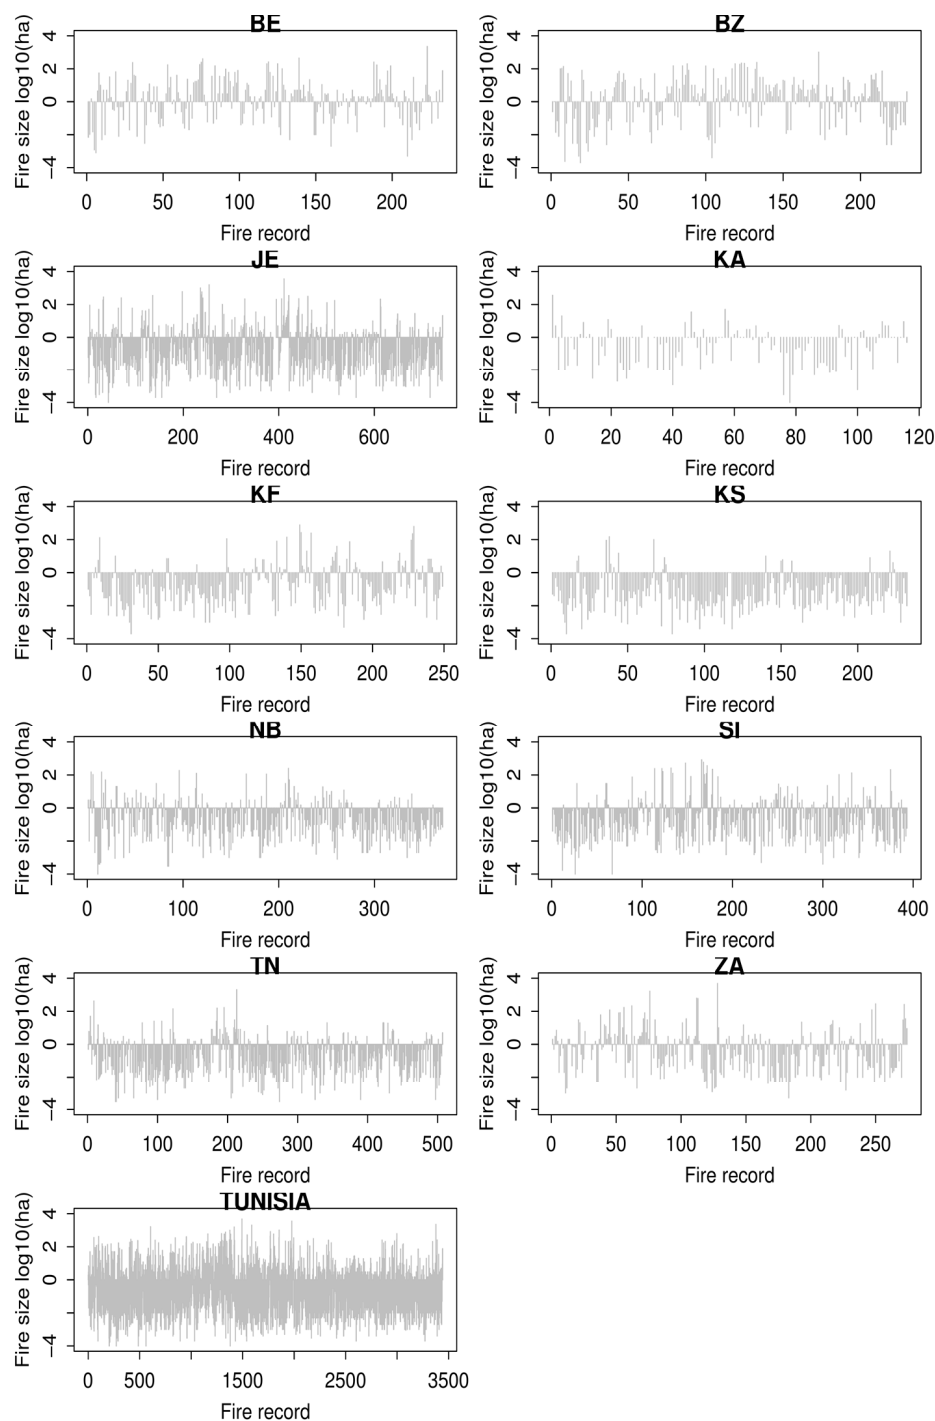 BE
Fire size log10(ha)
4
2
0
−4
0 50 100 150 200
Fire record
BZ
Fire size log10(ha)
4
2
0
−4
0 50 100 150 200
Fire record
JE
Fire size log10(ha)
4
2
0
−4
0 200 400 600
Fire record
KA
Fire size log10(ha)
4
2
0
−4
0 20 40 60 80 100 120
Fire record
KF
Fire size log10(ha)
4
2
0
−4
0 50 100 150 200 250
Fire record
KS
Fire size log10(ha)
4
2
0
−4
0 50 100 150 200
Fire record
NB
Fire size log10(ha)
4
2
0
−4
0 100 200 300
Fire record
SI
Fire size log10(ha)
4
2
0
−4
0 100 200 300 400
Fire record
TN
Fire size log10(ha)
4
2
0
−4
0 100 200 300 400 500
Fire record
ZA
Fire size log10(ha)
4
2
0
−4
0 50 100 150 200 250
Fire record
TUNISIA
Fire size log10(ha)
4
2
0
−4
0 500 1500 2500 3500
Fire record